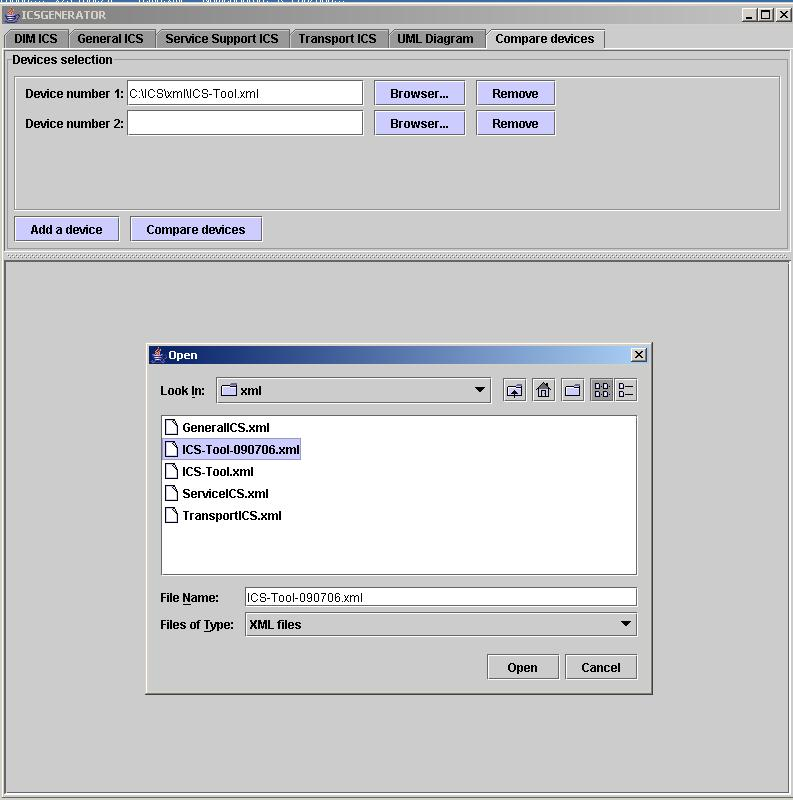 ICSGENERATOR
DIM ICS General ICS Service Support ICS Transport ICS UML Diagram Compare devices
Devices selection
Device number 1: C:\ICS\xml\ICS-Tool.xml Browser... Remove
Device number 2: Browser... Remove
Add a device Compare devices
Open
Look In: xml
GeneralICS.xml
ICS-Tool-090706.xml
ICS-Tool.xml
ServiceICS.xml
TransportICS.xml
File Name: ICS-Tool-090706.xml
Files of Type: XML files
Open Cancel